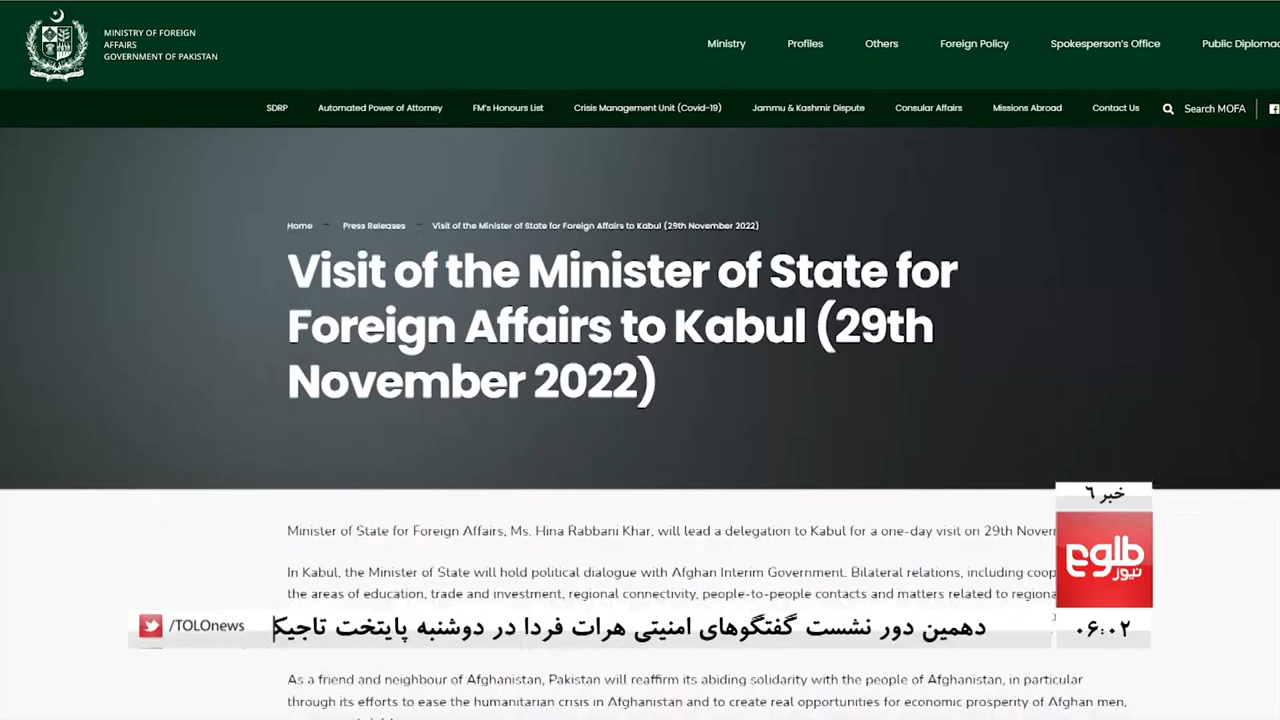 MINISTRY OF FOREIGN
AFFAIRS
GOVERNMENT OF PAKISTAN
Ministry Profiles Others Foreign Policy Spokesperson's Office Public Diplomac
SDRP Automated Power of Attorney FM's Honours List Crisis Management Unit (Covid-19) Jammu & Kashmir Dispute Consular Affairs Missions Abroad Contact Us Search MOFA
Home Press Releases Visit of the Minister of State for Foreign Affairs to Kabul (29th November 2022)
Visit of the Minister of State for
Foreign Affairs to Kabul (29th
November 2022)
خبر ٦
Minister of State for Foreign Affairs, Ms. Hina Rabbani Khar, will lead a delegation to Kabul for a one-day visit on 29th Novem
طلوع
نیوز
In Kabul, the Minister of State will hold political dialogue with Afghan Interim Government. Bilateral relations, including coop
the areas of education, trade and investment, regional connectivity, people-to-people contacts and matters related to regiona
/TOLOnews
دهمین دور نشست گفتگوهای امنیتی هرات فردا در دوشنبه پایتخت تاجیک
۰۶:۰۲
As a friend and neighbour of Afghanistan, Pakistan will reaffirm its abiding solidarity with the people of Afghanistan, in particular
through its efforts to ease the humanitarian crisis in Afghanistan and to create real opportunities for economic prosperity of Afghan men,